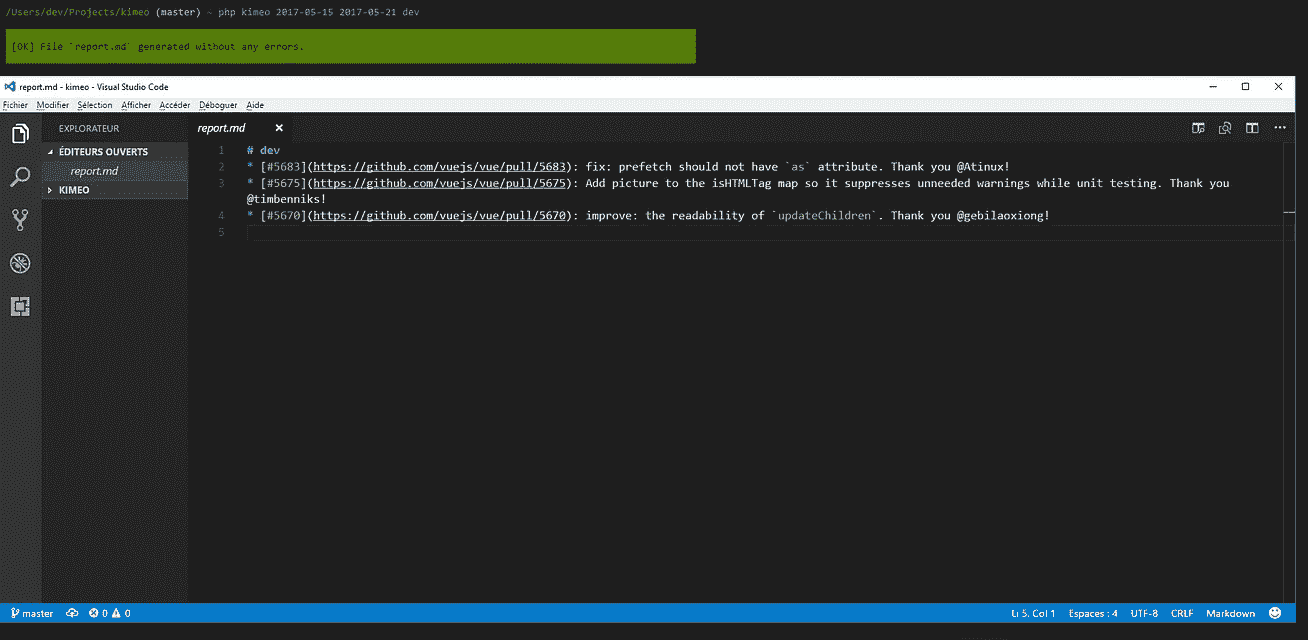 /Users/dev/Projects/kimeo (master) ~ php kimeo 2017-05-15 2017-05-21 dev
[OK] File `report.md` generated without any errors.
report.md - kimeo - Visual Studio Code
Fichier Modifier Sélection Afficher Accéder Déboguer Aide
EXPLORATEUR
ÉDITEURS OUVERTS
report.md
KIMEO
report.md
1 # dev
2 * [#5683](https://github.com/vuejs/vue/pull/5683): fix: prefetch should not have `as` attribute. Thank you @Atinux!
3 * [#5675](https://github.com/vuejs/vue/pull/5675): Add picture to the isHTMLTag map so it suppresses unneeded warnings while unit testing. Thank you
@timbenniks!
4 * [#5670](https://github.com/vuejs/vue/pull/5670): improve: the readability of `updateChildren`. Thank you @gebilaoxiong!
5
master 0 0 Li 5, Col 1 Espaces : 4 UTF-8 CRLF Markdown